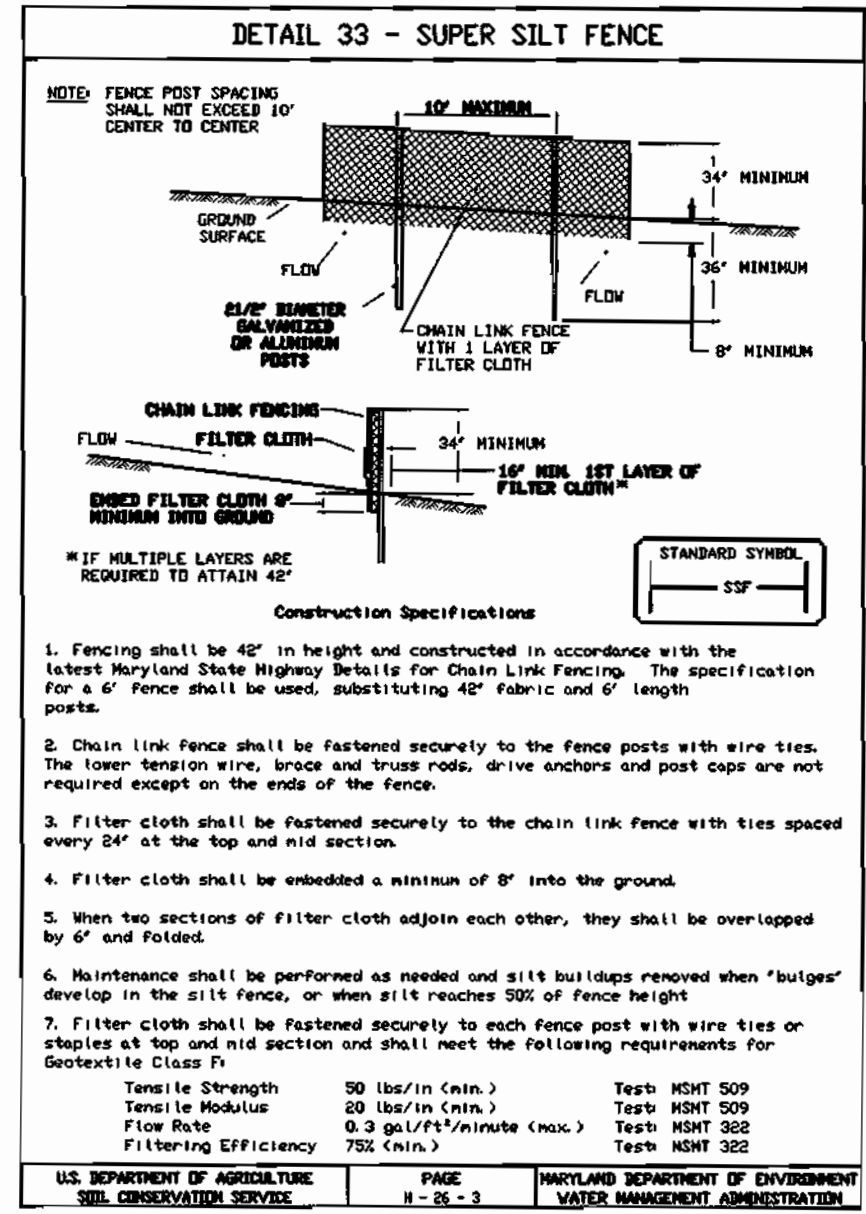 DETAIL 33 - SUPER SILT FENCE
NOTE: FENCE POST SPACING
SHALL NOT EXCEED 10'
CENTER TO CENTER
10' MAXIMUM
34" MINIMUM
GROUND
SURFACE
FLOW
FLOW
36" MINIMUM
21/2" DIAMETER
GALVANIZED
OR ALUMINUM
POSTS
CHAIN LINK FENCE
WITH 1 LAYER OF
FILTER CLOTH
8" MINIMUM
CHAIN LINK FENCING
FLOW
FILTER CLOTH
34" MINIMUM
16" MIN. 1ST LAYER OF
FILTER CLOTH*
EMBED FILTER CLOTH 8"
MINIMUM INTO GROUND
*IF MULTIPLE LAYERS ARE
REQUIRED TO ATTAIN 42"
STANDARD SYMBOL
SSF
Construction Specifications
1. Fencing shall be 42" in height and constructed in accordance with the
latest Maryland State Highway Details for Chain Link Fencing. The specification
for a 6' fence shall be used, substituting 42" fabric and 6' length
posts.
2. Chain link fence shall be fastened securely to the fence posts with wire ties.
The lower tension wire, brace and truss rods, drive anchors and post caps are not
required except on the ends of the fence.
3. Filter cloth shall be fastened securely to the chain link fence with ties spaced
every 24" at the top and mid section.
4. Filter cloth shall be embedded a minimum of 8" into the ground.
5. When two sections of filter cloth adjoin each other, they shall be overlapped
by 6" and folded.
6. Maintenance shall be performed as needed and silt buildups removed when "bulges"
develop in the silt fence, or when silt reaches 50% of fence height
7. Filter cloth shall be fastened securely to each fence post with wire ties or
staples at top and mid section and shall meet the following requirements for
Geotextile Class F:
Tensile Strength 50 lbs/in (min.) Test: MSMT 509
Tensile Modulus 20 lbs/in (min.) Test: MSMT 509
Flow Rate 0.3 gal/ft²/minute (max.) Test: MSMT 322
Filtering Efficiency 75% (min.) Test: MSMT 322
U.S. DEPARTMENT OF AGRICULTURE
SOIL CONSERVATION SERVICE
PAGE
H - 26 - 3
MARYLAND DEPARTMENT OF ENVIRONMENT
WATER MANAGEMENT ADMINISTRATION